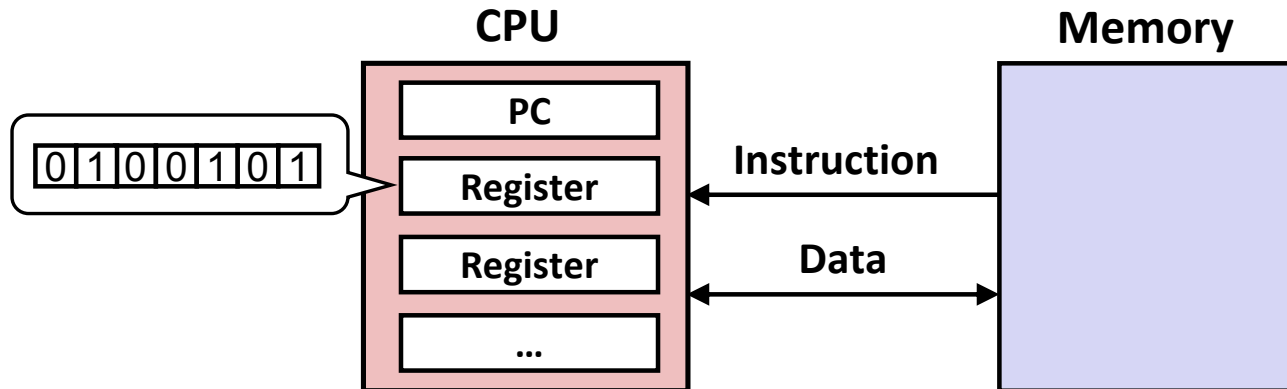 CPU
Memory
PC
0100101
Register
Instruction
Register
Data
...